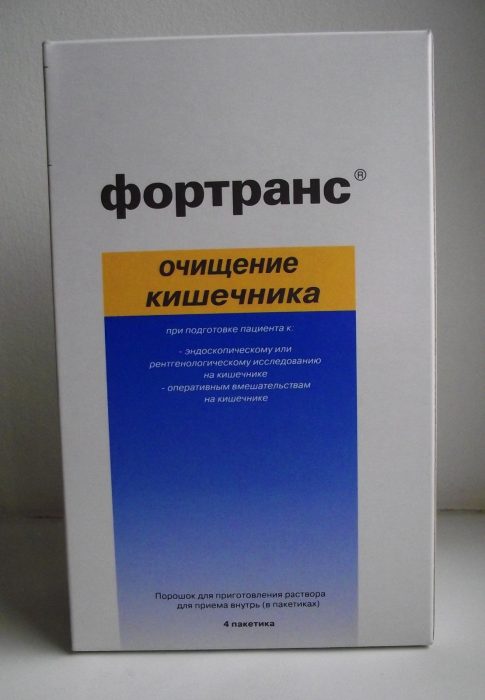 фортранс®
очищение
кишечника
при подготовке пациента к:
- эндоскопическому или
рентгенологическому исследованию
на кишечнике
- оперативным вмешательствам
на кишечнике
Порошок для приготовления раствора
для приема внутрь (в пакетиках)
4 пакетика